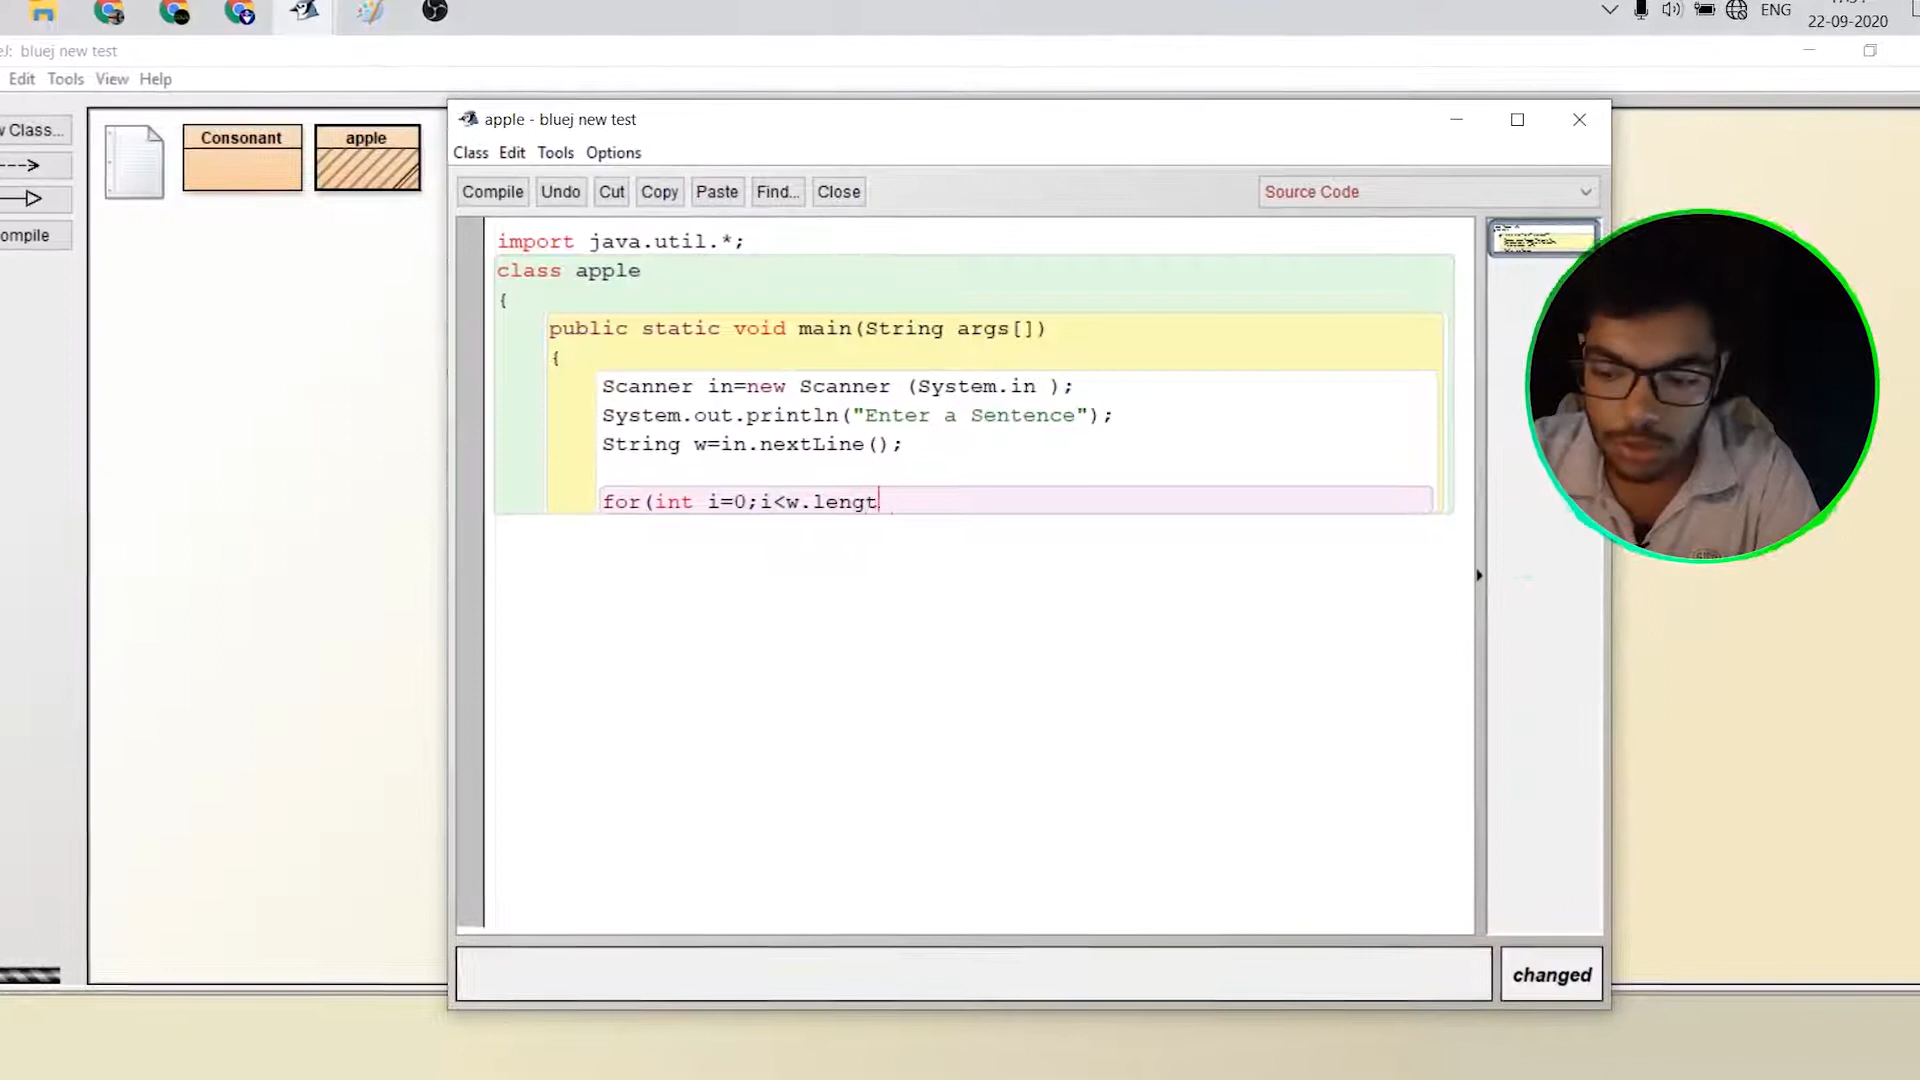 ENG
22-09-2020
eJ: bluej new test
Edit Tools View Help
w Class...
ompile
Consonant
apple
apple - bluej new test
Class Edit Tools Options
Compile Undo Cut Copy Paste Find... Close
Source Code
import java.util.*;
class apple
{
public static void main(String args[])
{
Scanner in=new Scanner (System.in );
System.out.println("Enter a Sentence");
String w=in.nextLine();
for(int i=0;i<w.lengt
changed